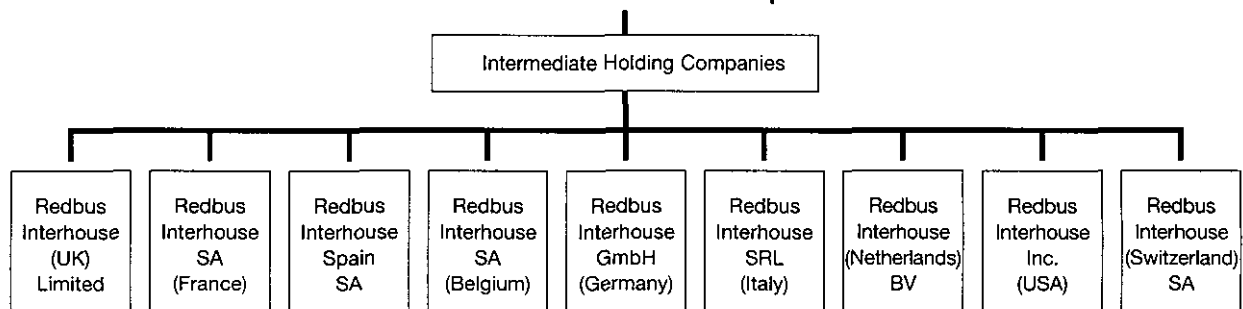 Intermediate Holding Companies
Redbus
Interhouse
(UK)
Limited
Redbus
Interhouse
SA
(France)
Redbus
Interhouse
Spain
SA
Redbus
Interhouse
SA
(Belgium)
Redbus
Interhouse
GmbH
(Germany)
Redbus
Interhouse
SRL
(Italy)
Redbus
Interhouse
(Netherlands)
BV
Redbus
Interhouse
Inc.
(USA)
Redbus
Interhouse
(Switzerland)
SA